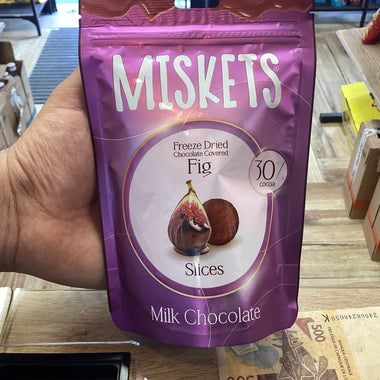 MISKETS
Freeze Dried
Chocolate Covered
Fig
30%
cocoa
Slices
Milk Chocolate
500